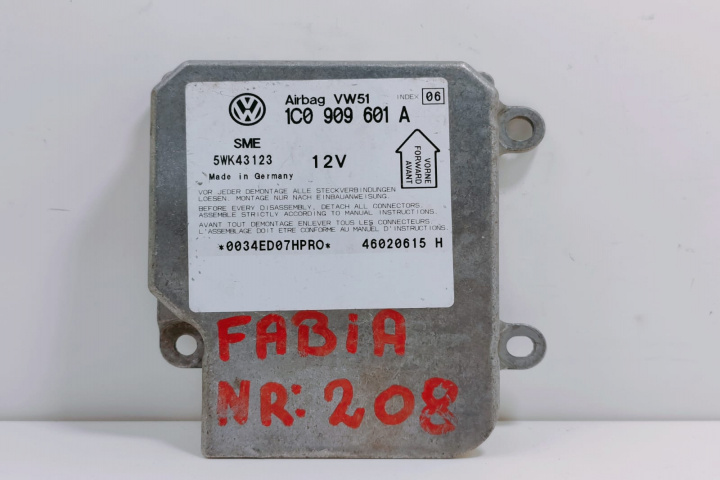 VW
Airbag VW51
INDEX 06
1C0 909 601 A
SME
5WK43123
12V
Made in Germany
VORNE
FORWARD
AVANT
VOR JEDER DEMONTAGE ALLE STECKVERBINDUNGEN
LOESEN. MONTAGE NUR NACH EINBAUANWEISUNG.
BEFORE EVERY DISASSEMBLY, DETACH ALL CONNECTORS.
ASSEMBLE STRICTLY ACCORDING TO MANUAL INSTRUCTIONS.
AVANT TOUT DEMONTAGE ENLEVER TOUS LES CONNECTEURS.
L'ASSEMBLAGE DOIT ETRE CONFORME AU MANUEL D'INSTRUCTIONS.
*0034ED07HPRO* 46020615 H
FABiA
NR: 208